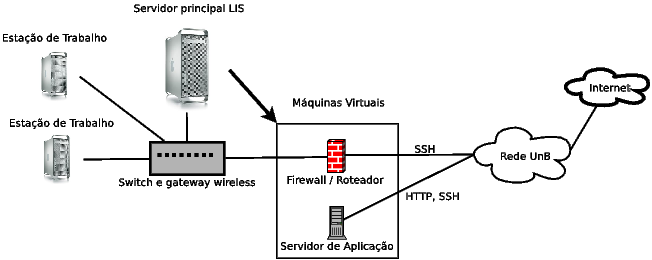 Servidor principal LIS
Estação de Trabalho
Internet
Máquinas Virtuais
Estação de Trabalho
SSH
Rede UnB
Switch e gateway wireless
Firewall / Roteador
HTTP, SSH
Servidor de Aplicação